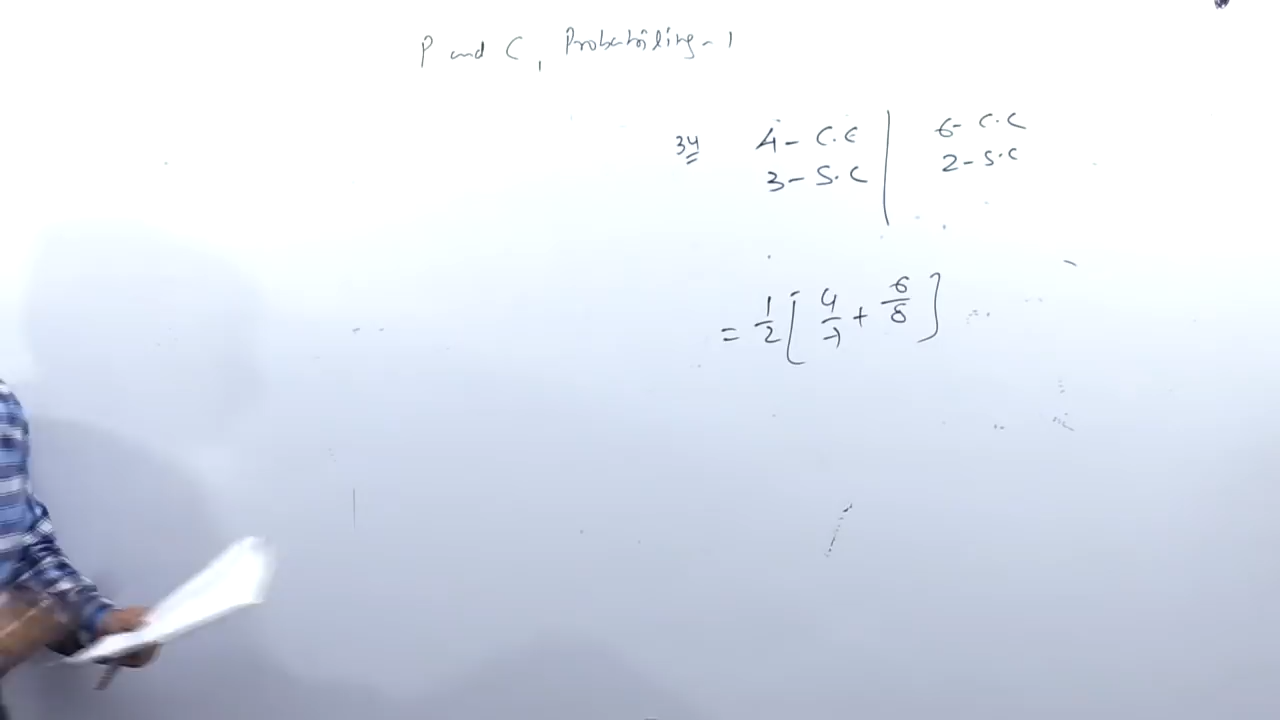 P and C, Probability - 1
34 4 - C.C | 6 - C.C
3 - S.C | 2 - S.C
= 1/2 [ 4/7 + 6/8 ]